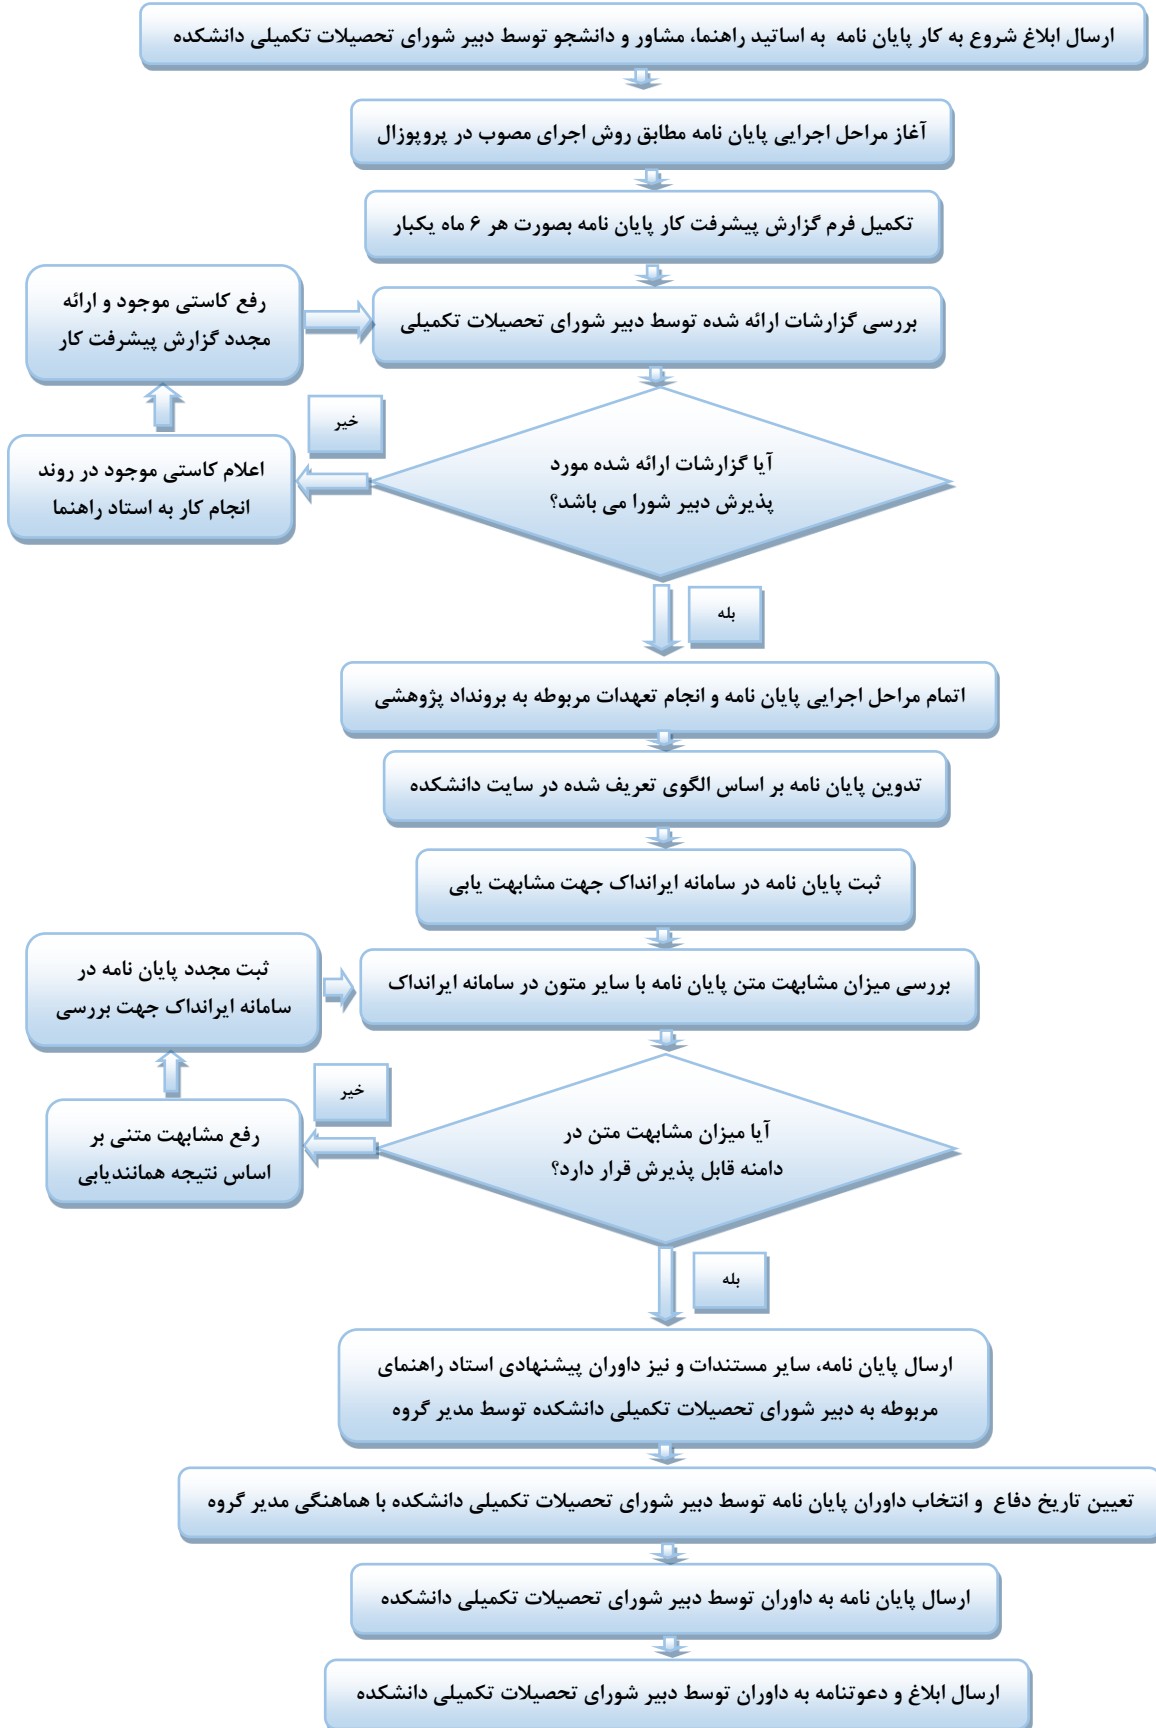 ارسال ابلاغ شروع به کار پایان نامه به اساتید راهنما، مشاور و دانشجو توسط دبیر شورای تحصیلات تکمیلی دانشکده
آغاز مراحل اجرایی پایان نامه مطابق روش اجرای مصوب در پروپوزال
تکمیل فرم گزارش پیشرفت کار پایان نامه بصورت هر ۶ ماه یکبار
بررسی گزارشات ارائه شده توسط دبیر شورای تحصیلات تکمیلی
رفع کاستی موجود و ارائه
مجدد گزارش پیشرفت کار
آیا گزارشات ارائه شده مورد
پذیرش دبیر شورا می باشد؟
خیر
اعلام کاستی موجود در روند
انجام کار به استاد راهنما
بله
اتمام مراحل اجرایی پایان نامه و انجام تعهدات مربوطه به برونداد پژوهشی
تدوین پایان نامه بر اساس الگوی تعریف شده در سایت دانشکده
ثبت پایان نامه در سامانه ایرانداک جهت مشابهت یابی
بررسی میزان مشابهت متن پایان نامه با سایر متون در سامانه ایرانداک
ثبت مجدد پایان نامه در
سامانه ایرانداک جهت بررسی
آیا میزان مشابهت متن در
دامنه قابل پذیرش قرار دارد؟
خیر
رفع مشابهت متنی بر
اساس نتیجه همانندیابی
بله
ارسال پایان نامه، سایر مستندات و نیز داوران پیشنهادی استاد راهنمای
مربوطه به دبیر شورای تحصیلات تکمیلی دانشکده توسط مدیر گروه
تعیین تاریخ دفاع و انتخاب داوران پایان نامه توسط دبیر شورای تحصیلات تکمیلی دانشکده با هماهنگی مدیر گروه
ارسال پایان نامه به داوران توسط دبیر شورای تحصیلات تکمیلی دانشکده
ارسال ابلاغ و دعوتنامه به داوران توسط دبیر شورای تحصیلات تکمیلی دانشکده